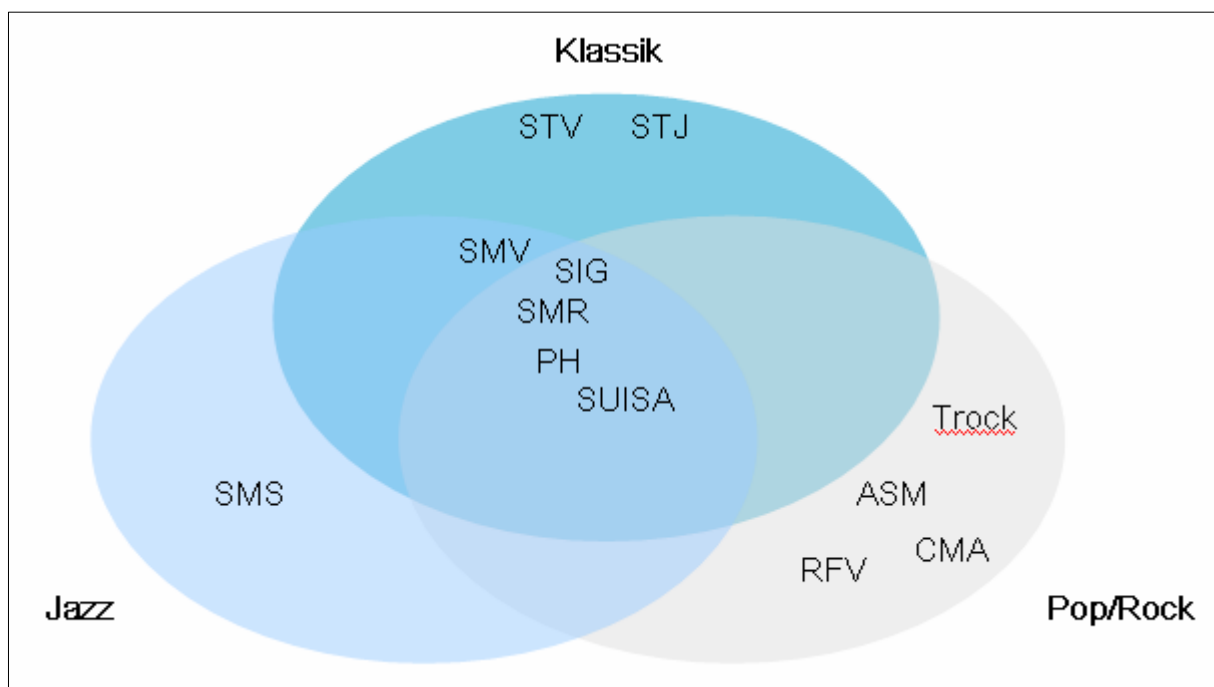 Klassik
STV STJ
SMV
SIG
SMR
PH
SUISA
Trock
SMS
ASM
CMA
RFV
Jazz
Pop/Rock